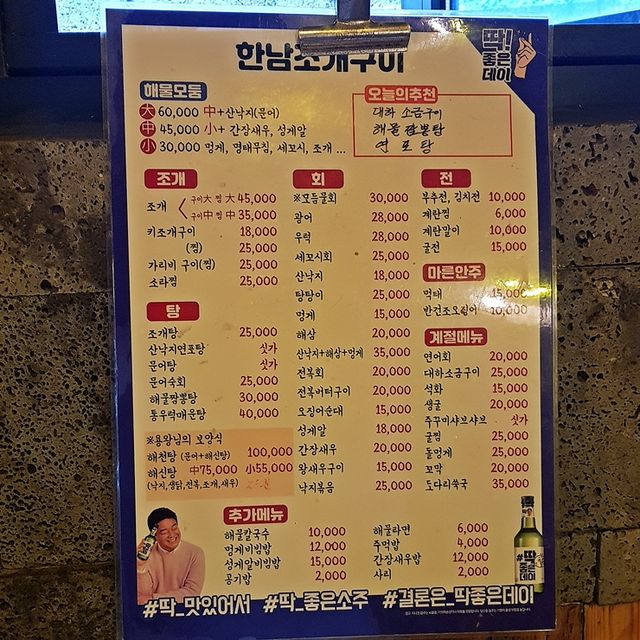 한남조개구이
딱!
좋은
데이
해물모둠
大 60,000 中+산낙지(문어)
中 45,000 小+간장새우, 성게알
小 30,000 멍게, 명태무침, 세꼬시, 조개 ...
오늘의추천
대하 소금구이
해물 짬뽕탕
연포탕
조개
조개 구이大 찜 大 45,000
구이中 찜 中 35,000
키조개구이 18,000
(찜) 25,000
가리비 구이(찜) 25,000
소라찜 25,000
탕
조개탕 25,000
산낙지연포탕 싯가
문어탕 싯가
문어숙회 25,000
해물짬뽕탕 30,000
통우럭매운탕 40,000
※용왕님의 보양식
해천탕 (문어+해신탕) 100,000
해신탕 中75,000 小55,000
(낙지,생닭,전복,조개,새우)
회
※모둠물회 30,000
광어 28,000
우럭 28,000
세꼬시회 25,000
산낙지 18,000
탕탕이 25,000
멍게 15,000
해삼 20,000
산낙지+해삼+멍게 35,000
전복회 20,000
전복버터구이 20,000
오징어순대 15,000
성게알 18,000
간장새우 20,000
왕새우구이 15,000
낙지볶음 25,000
전
부추전, 김치전 10,000
계란찜 6,000
계란말이 10,000
굴전 15,000
마른안주
먹태 15,000
반건조오징어 10,000
계절메뉴
연어회 20,000
대하소금구이 25,000
석화 15,000
생굴 20,000
주꾸미샤브샤브 싯가
굴찜 25,000
돌멍게 25,000
꼬막 20,000
도다리쑥국 35,000
추가메뉴
해물칼국수 10,000
멍게비빔밥 12,000
성게알비빔밥 15,000
공기밥 2,000
해물라면 6,000
주먹밥 4,000
간장새우밥 12,000
사리 2,000
#딱
좋은
데이
#딱_맛있어서 #딱_좋은소주 #결론은_딱좋은데이